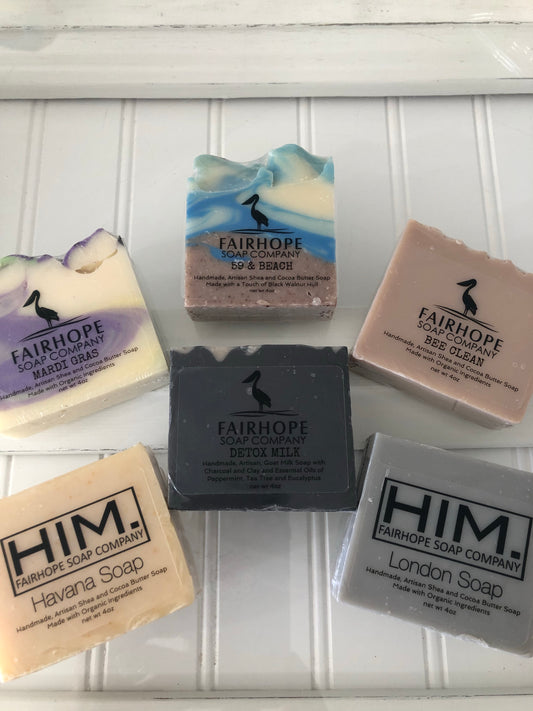 FAIRHOPE
SOAP COMPANY
59 & BEACH
Handmade, Artisan Shea and Cocoa Butter Soap
Made with a Touch of Black Walnut Hull
net wt 4oz
FAIRHOPE
SOAP COMPANY
MARDI GRAS
Handmade, Artisan Shea and Cocoa Butter Soap
Made with Organic Ingredients
net wt 4oz
FAIRHOPE
SOAP COMPANY
BEE CLEAN
Handmade, Artisan Shea and Cocoa Butter Soap
Made with Organic Ingredients
net wt 4oz
FAIRHOPE
SOAP COMPANY
DETOX MILK
Handmade, Artisan, Goat Milk Soap with
Charcoal and Clay and Essential Oils of
Peppermint, Tea Tree and Eucalyptus
net wt 4oz
HIM.
FAIRHOPE SOAP COMPANY
Havana Soap
Handmade, Artisan Shea and Cocoa Butter Soap
Made with Organic Ingredients
net wt 4oz
HIM.
FAIRHOPE SOAP COMPANY
London Soap
Handmade, Artisan Shea and Cocoa Butter Soap
Made with Organic Ingredients
net wt 4oz